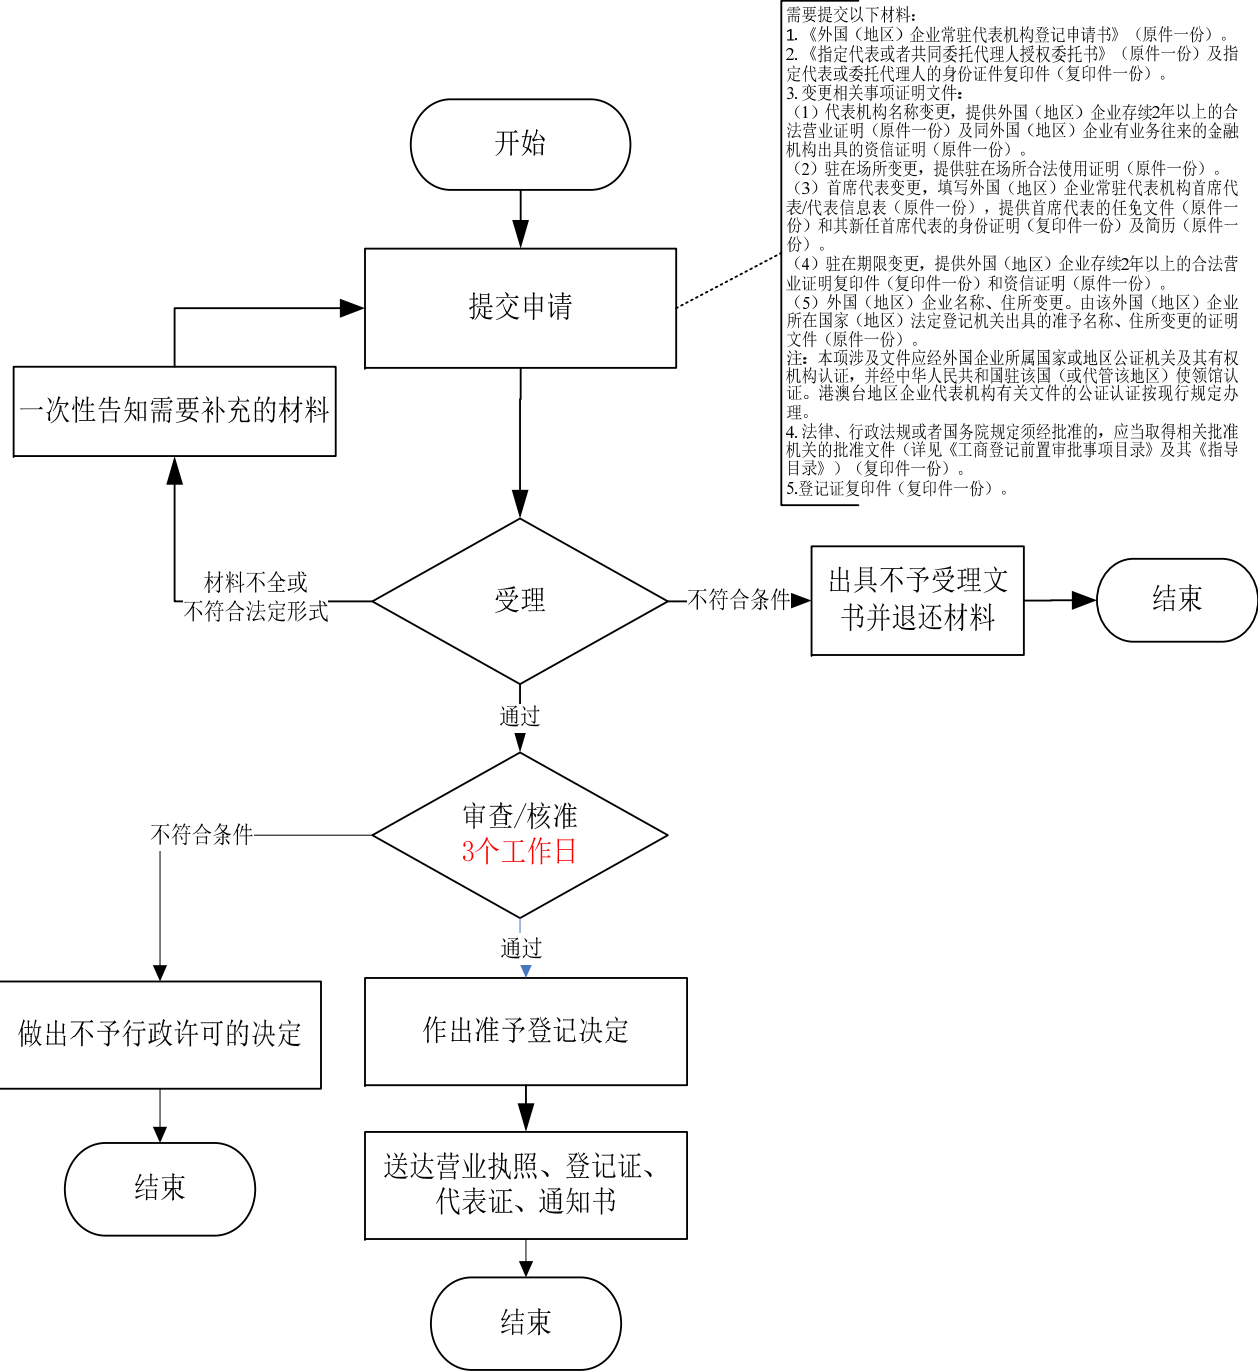 需要提交以下材料：
1. 《外国（地区）企业常驻代表机构登记申请书》（原件一份）。
2. 《指定代表或者共同委托代理人授权委托书》（原件一份）及指
定代表或委托代理人的身份证件复印件（复印件一份）。
3. 变更相关事项证明文件：
（1）代表机构名称变更，提供外国（地区）企业存续2年以上的合
法营业证明（原件一份）及同外国（地区）企业有业务往来的金融
机构出具的资信证明（原件一份）。
（2）驻在场所变更，提供驻在场所合法使用证明（原件一份）。
（3）首席代表变更，填写外国（地区）企业常驻代表机构首席代
表/代表信息表（原件一份），提供首席代表的任免文件（原件一
份）和其新任首席代表的身份证明（复印件一份）及简历（原件一
份）。
（4）驻在期限变更，提供外国（地区）企业存续2年以上的合法营
业证明复印件（复印件一份）和资信证明（原件一份）。
（5）外国（地区）企业名称、住所变更。由该外国（地区）企业
所在国家（地区）法定登记机关出具的准予名称、住所变更的证明
文件（原件一份）。
注：本项涉及文件应经外国企业所属国家或地区公证机关及其有权
机构认证，并经中华人民共和国驻该国（或代管该地区）使领馆认
证。港澳台地区企业代表机构有关文件的公证认证按现行规定办
理。
4. 法律、行政法规或者国务院规定须经批准的，应当取得相关批准
机关的批准文件（详见《工商登记前置审批事项目录》及其《指导
目录》）（复印件一份）。
5.登记证复印件（复印件一份）。
开始
提交申请
一次性告知需要补充的材料
材料不全或
不符合法定形式
受理
不符合条件
出具不予受理文
书并退还材料
结束
通过
审查/核准
3个工作日
不符合条件
通过
做出不予行政许可的决定
作出准予登记决定
结束
送达营业执照、登记证、
代表证、通知书
结束